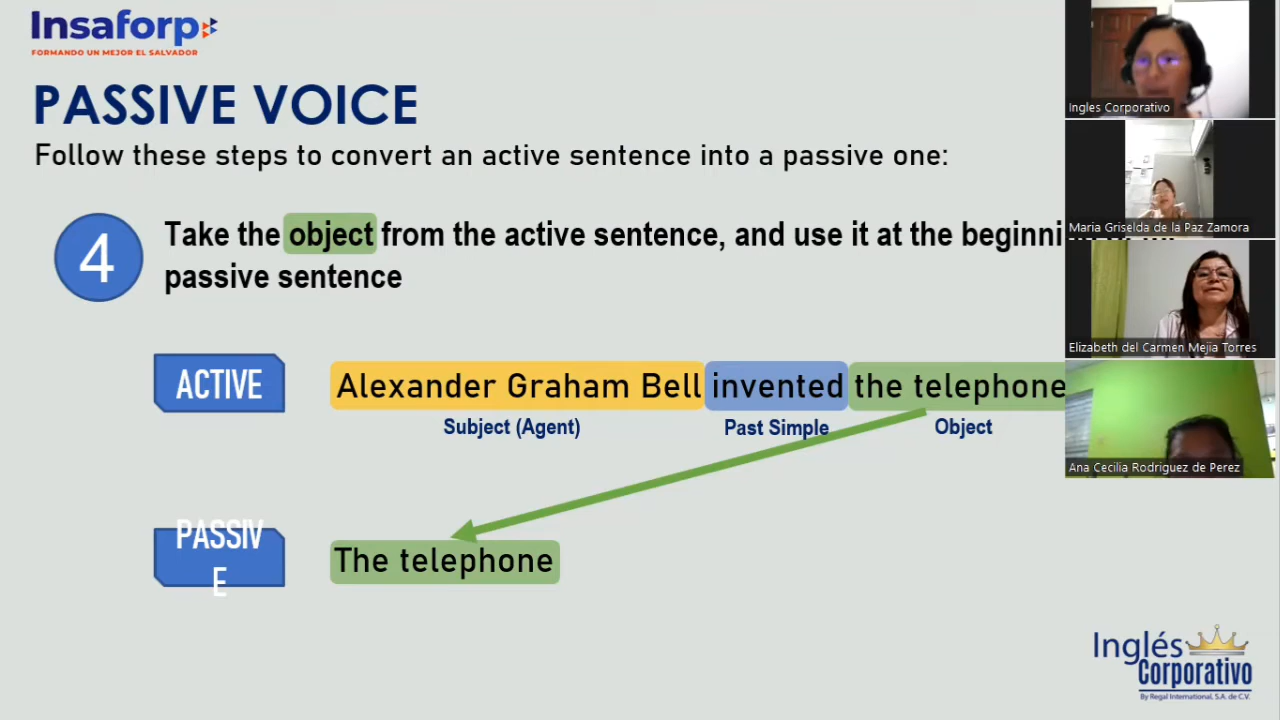 Insaforp
FORMANDO UN MEJOR EL SALVADOR
PASSIVE VOICE
Follow these steps to convert an active sentence into a passive one:
4
Take the object from the active sentence, and use it at the beginni
passive sentence
ACTIVE
Alexander Graham Bell invented the telephone
Subject (Agent) Past Simple Object
PASSIV
E
The telephone
Ingles Corporativo
Maria Griselda de la Paz Zamora
Elizabeth del Carmen Mejia Torres
Ana Cecilia Rodriguez de Perez
Inglés
Corporativo
By Regal International, S.A. de C.V.